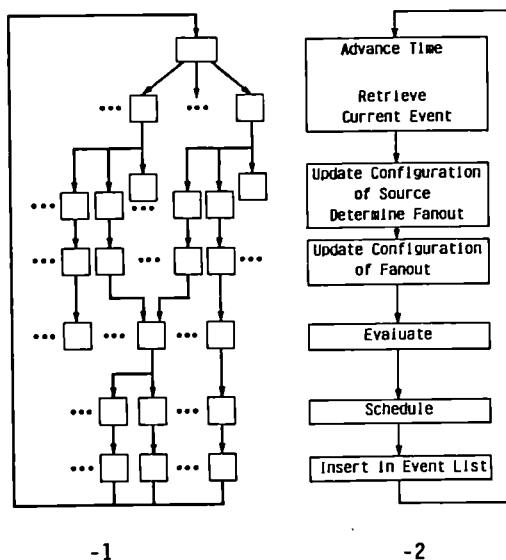 Advance Time
Retrieve
Current Event
Update Configuration
of Source
Determine Fanout
Update Configuration
of Fanout
Evaluate
Schedule
Insert in Event List
-1
-2